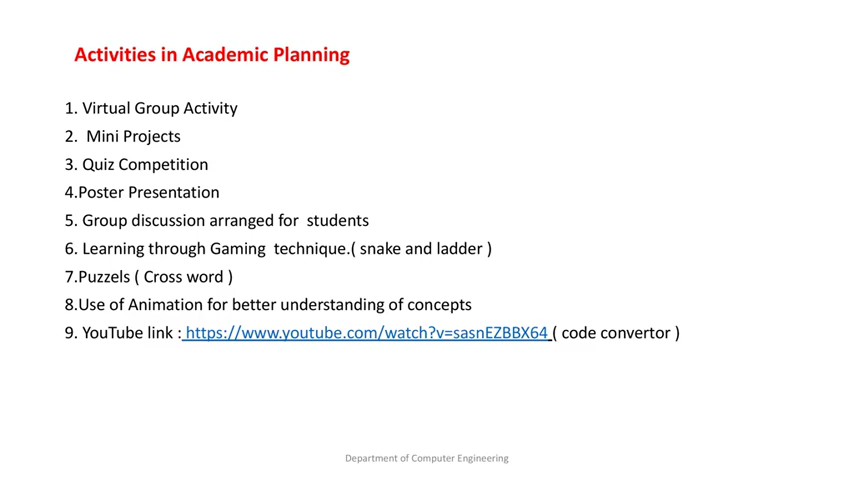 Activities in Academic Planning
1. Virtual Group Activity
2. Mini Projects
3. Quiz Competition
4.Poster Presentation
5. Group discussion arranged for students
6. Learning through Gaming technique.( snake and ladder )
7.Puzzels ( Cross word )
8.Use of Animation for better understanding of concepts
9. YouTube link : https://www.youtube.com/watch?v=sasnEZBBX64 ( code convertor )
Department of Computer Engineering